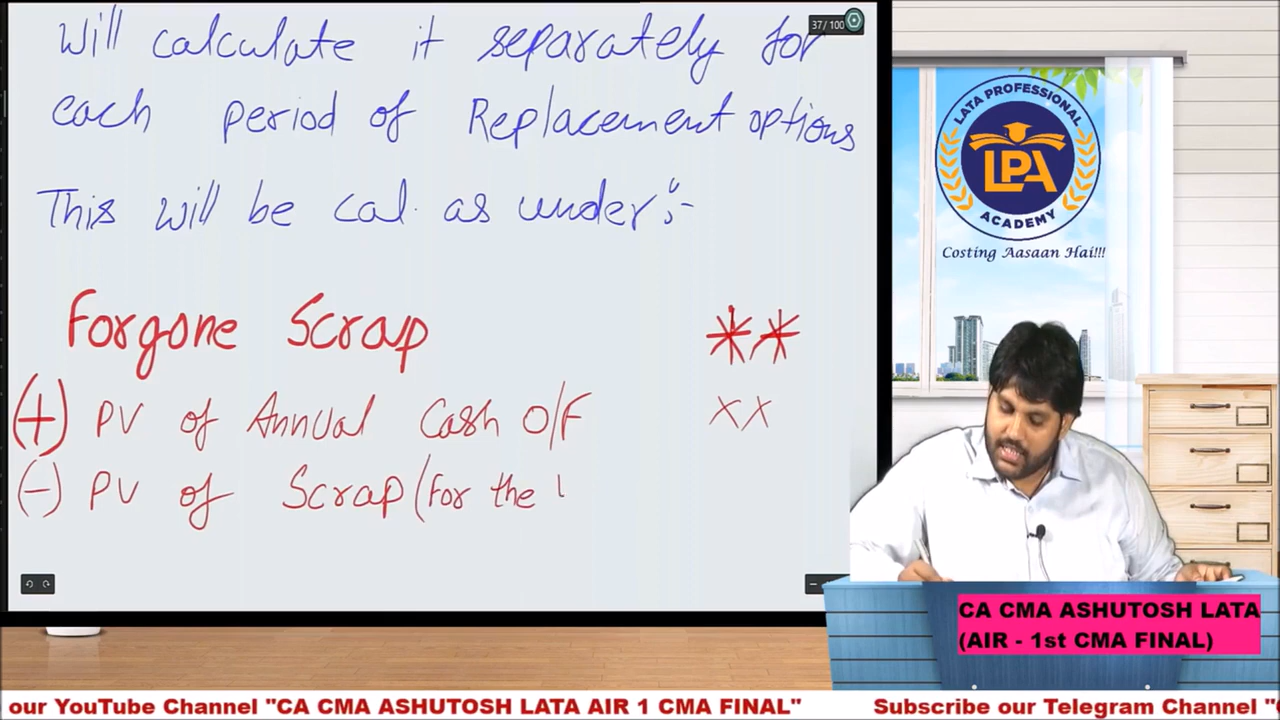 will calculate it separately for
37/100
each period of Replacement options
This will be cal. as under :-
Forgone Scrap **
(+) PV of Annual Cash O/F XX
(-) PV of Scrap (for the
LATA PROFESSIONAL
LPA
ACADEMY
Costing Aasaan Hai!!!
CA CMA ASHUTOSH LATA
(AIR - 1st CMA FINAL)
our YouTube Channel "CA CMA ASHUTOSH LATA AIR 1 CMA FINAL" Subscribe our Telegram Channel "